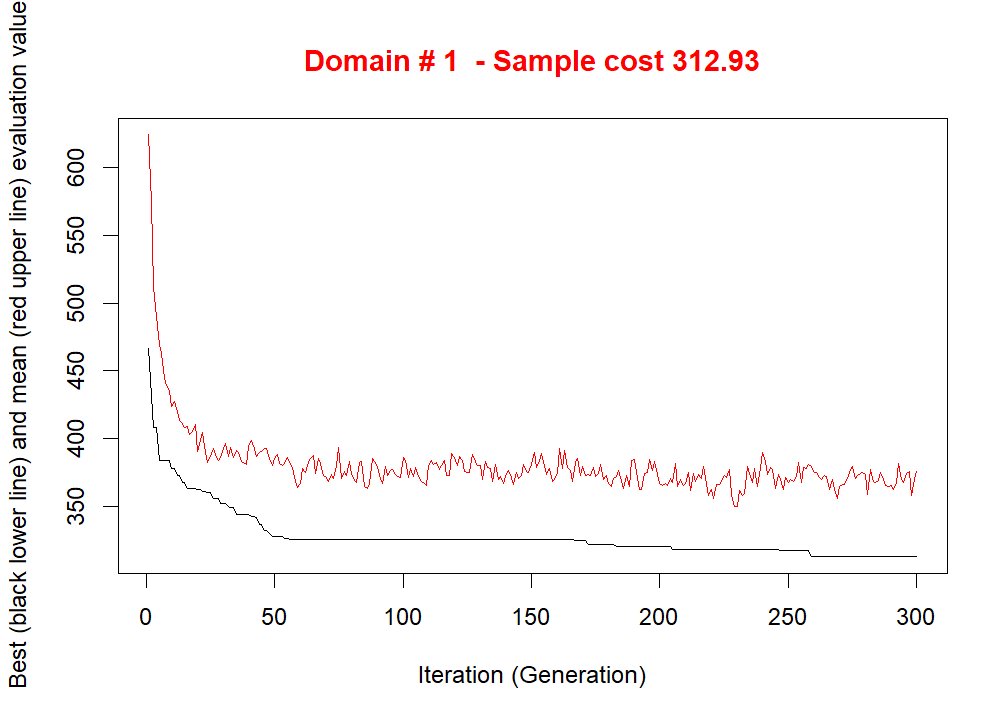 Domain # 1  - Sample cost 312.93
Best (black lower line) and mean (red upper line) evaluation value
600
550
500
450
400
350
0 50 100 150 200 250 300
Iteration (Generation)